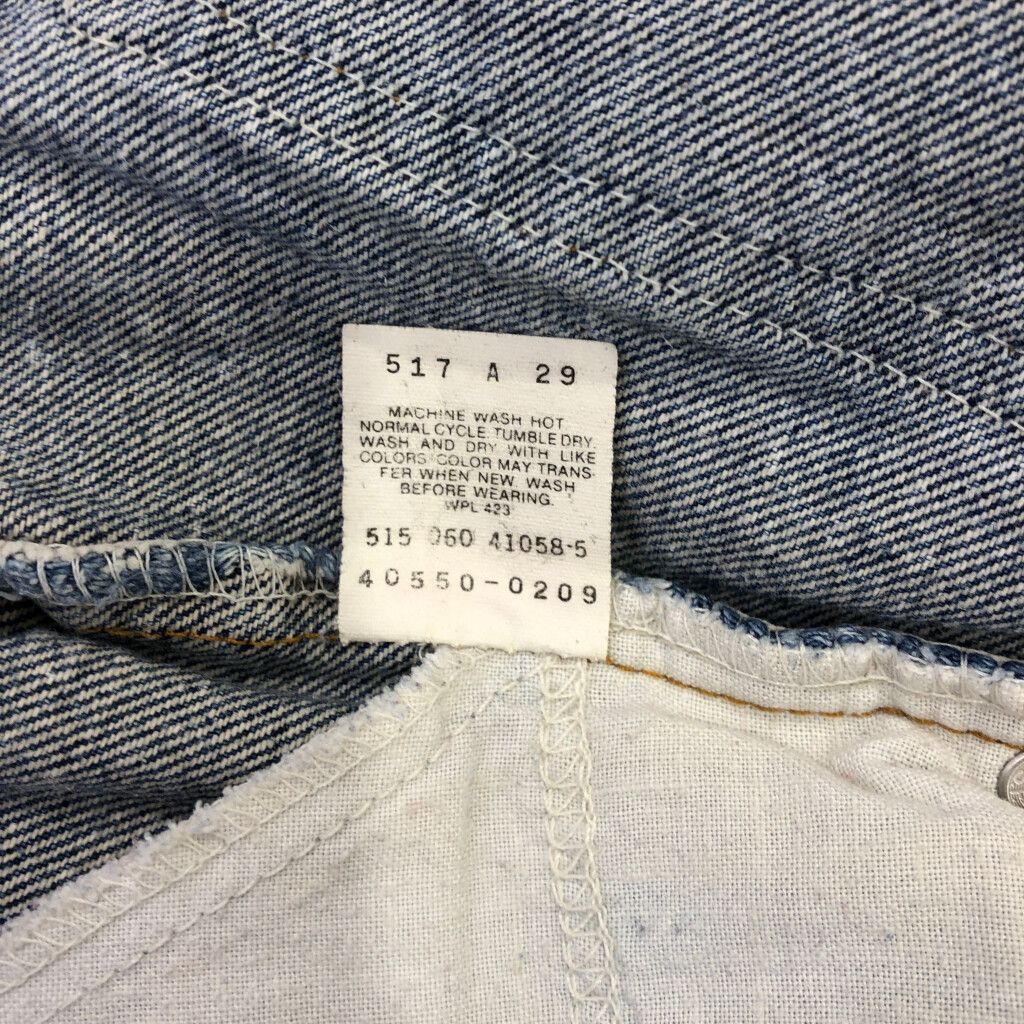 517 A 29
MACHINE WASH HOT
NORMAL CYCLE. TUMBLE DRY.
WASH AND DRY WITH LIKE
COLORS. COLOR MAY TRANS-
FER WHEN NEW. WASH
BEFORE WEARING.
WPL 423
515 060 41058-5
40550-0209